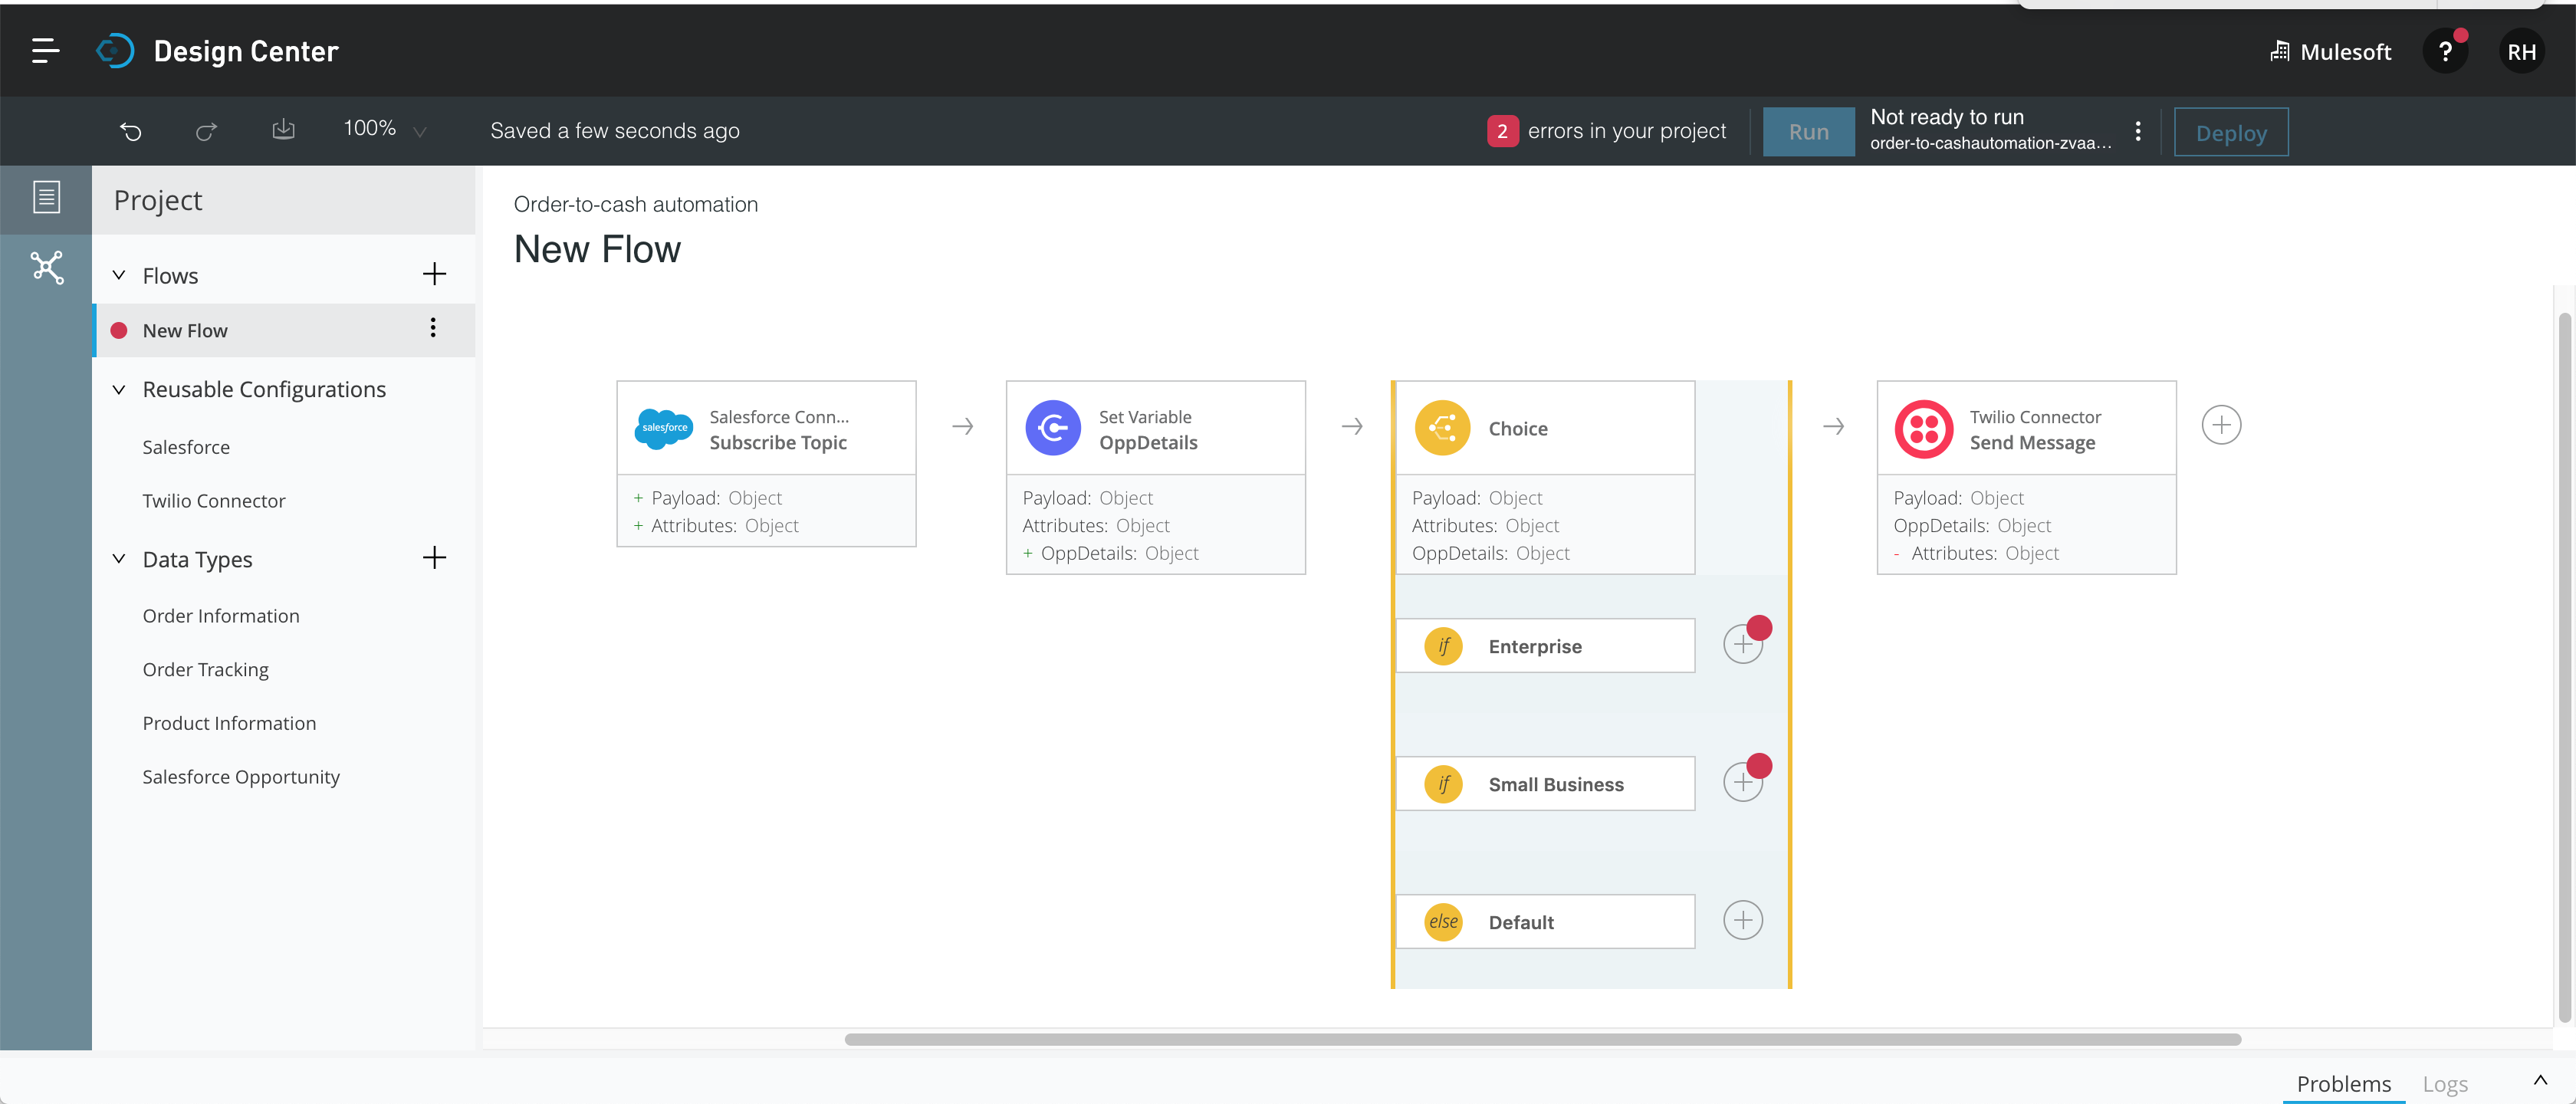 Design Center
Mulesoft
?
RH
100%
Saved a few seconds ago
2 errors in your project
Run
Not ready to run
order-to-cashautomation-zvaa...
Deploy
Project
Flows
New Flow
Reusable Configurations
Salesforce
Twilio Connector
Data Types
Order Information
Order Tracking
Product Information
Salesforce Opportunity
Order-to-cash automation
New Flow
salesforce
Salesforce Conn...
Subscribe Topic
+ Payload: Object
+ Attributes: Object
Set Variable
OppDetails
Payload: Object
Attributes: Object
+ OppDetails: Object
Choice
Payload: Object
Attributes: Object
OppDetails: Object
if Enterprise
if Small Business
else Default
Twilio Connector
Send Message
Payload: Object
OppDetails: Object
- Attributes: Object
Problems
Logs